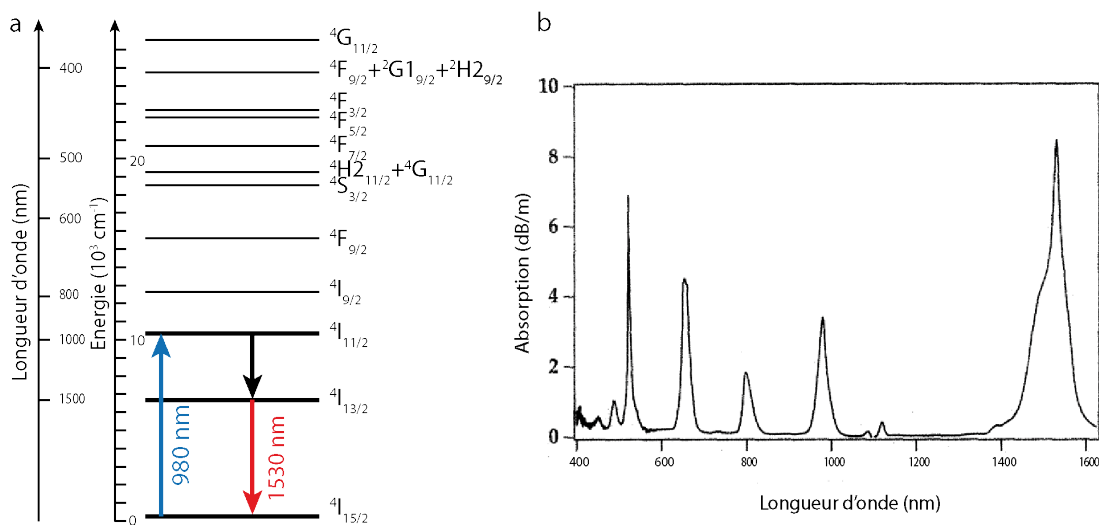 a
Longueur d'onde (nm)
400
500
600
800
1000
1500
Energie (10³ cm⁻¹)
20
10
0
⁴G₁₁/₂
⁴F₉/₂+²G1₉/₂+²H2₉/₂
⁴F₃/₂
⁴F₅/₂
⁴F₇/₂
⁴H2₁₁/₂+⁴G₁₁/₂
⁴S₃/₂
⁴F₉/₂
⁴I₉/₂
⁴I₁₁/₂
⁴I₁₃/₂
⁴I₁₅/₂
980 nm
1530 nm
b
Absorption (dB/m)
10
8
6
4
2
0
400 600 800 1000 1200 1400 1600
Longueur d'onde (nm)